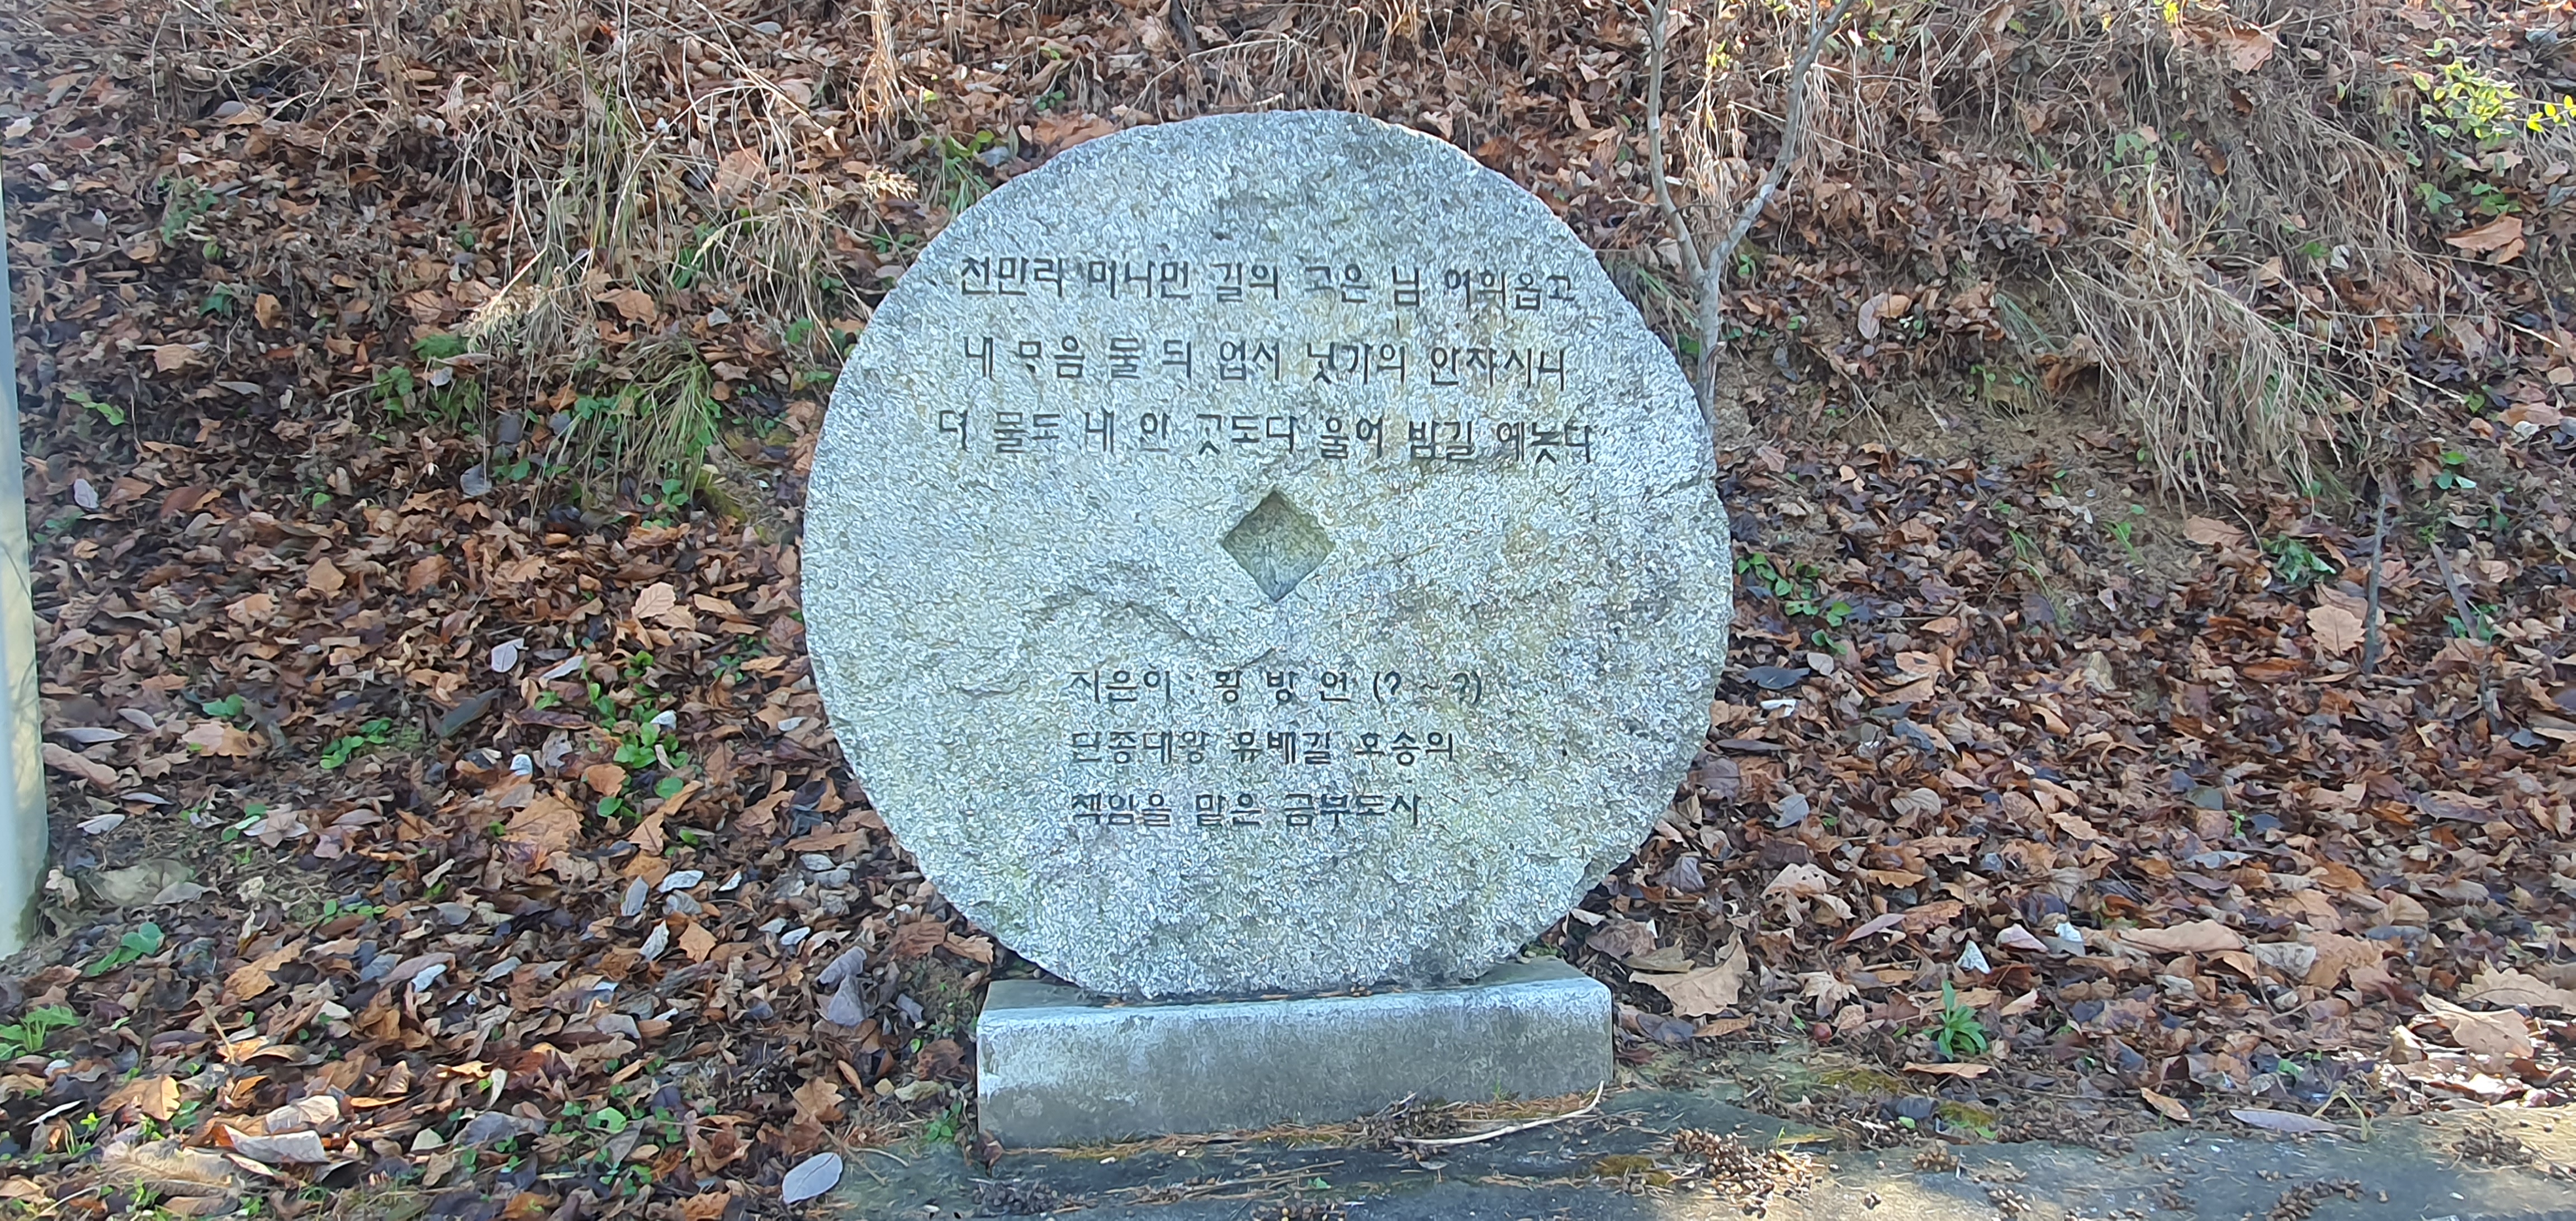 천만리 머나먼 길의 고은 님 여희옵고
내 ᄆᆞ음 둘 듸 업서 냇가의 안자시니
더 물도 내 안 ᄀᆞᆺ도다 울어 밤길 예놋다
지은이 : 왕 방 연 (? ~ ?)
단종대왕 유배길 호송의
책임을 맡은 금부도사